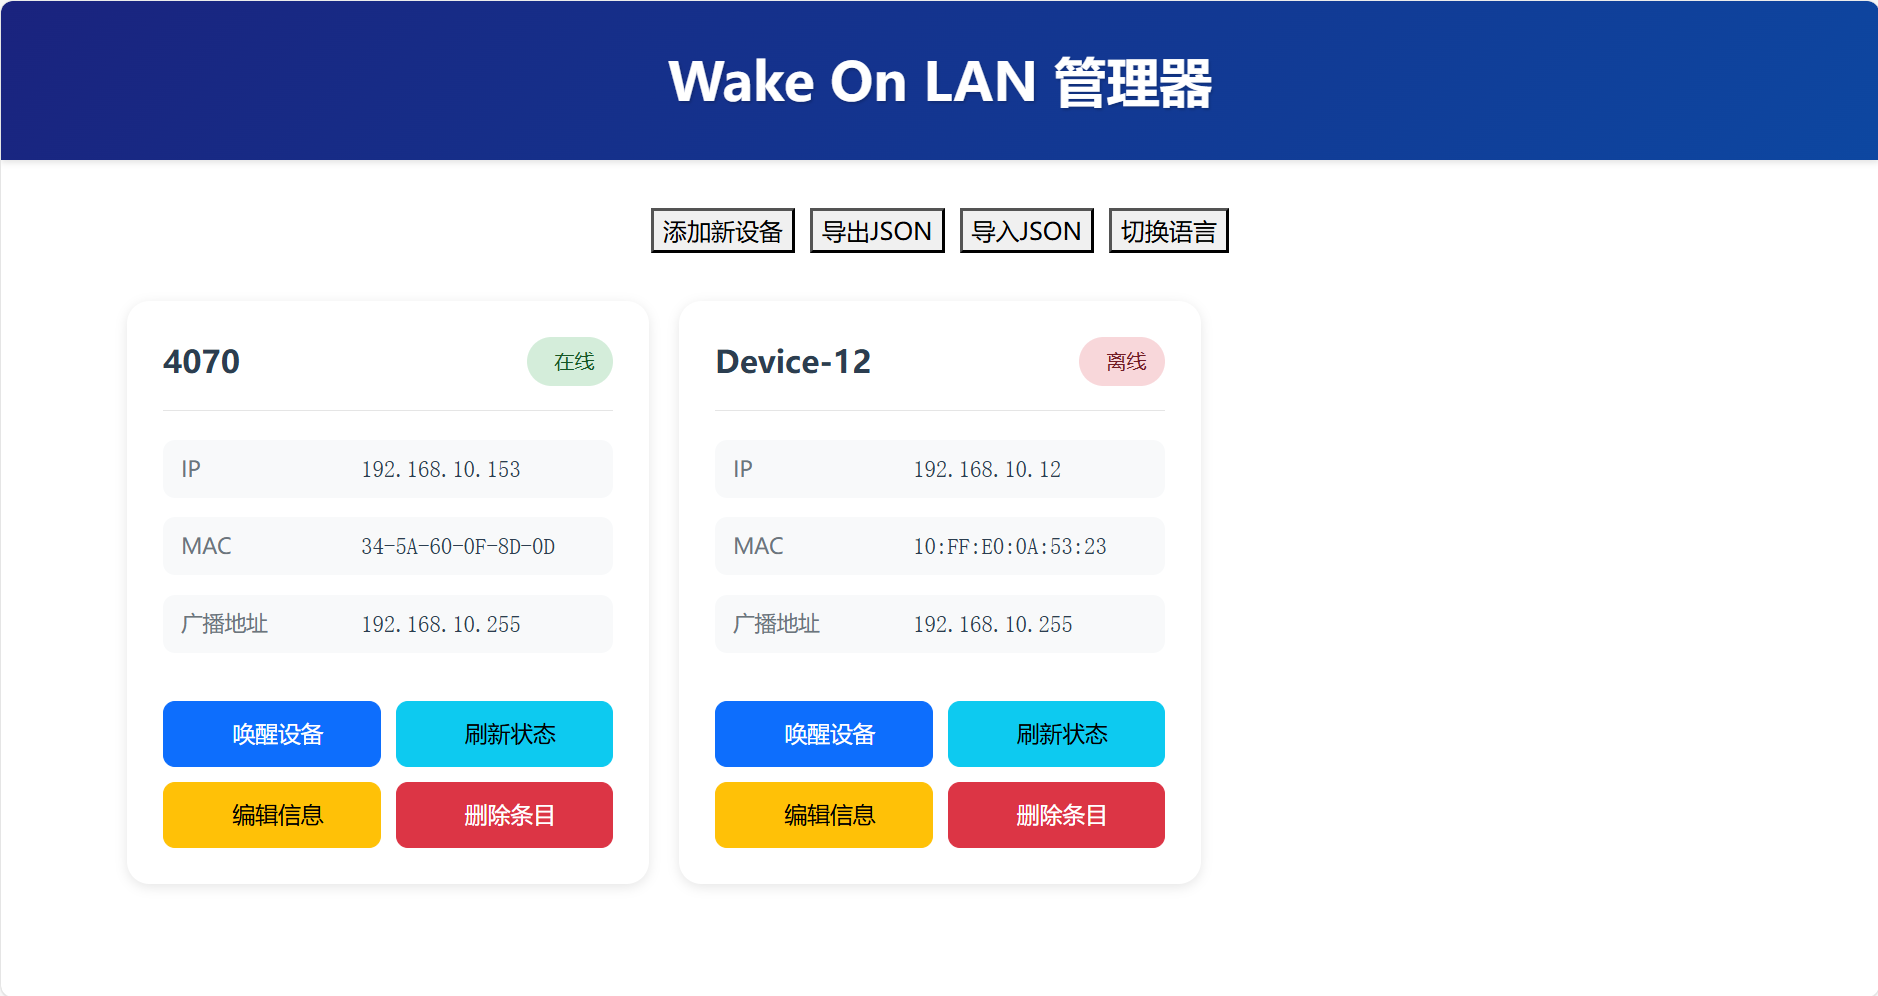 Wake On LAN 管理器
添加新设备 导出JSON 导入JSON 切换语言
4070 在线
IP 192.168.10.153
MAC 34-5A-60-0F-8D-0D
广播地址 192.168.10.255
唤醒设备 刷新状态
编辑信息 删除条目
Device-12 离线
IP 192.168.10.12
MAC 10:FF:E0:0A:53:23
广播地址 192.168.10.255
唤醒设备 刷新状态
编辑信息 删除条目